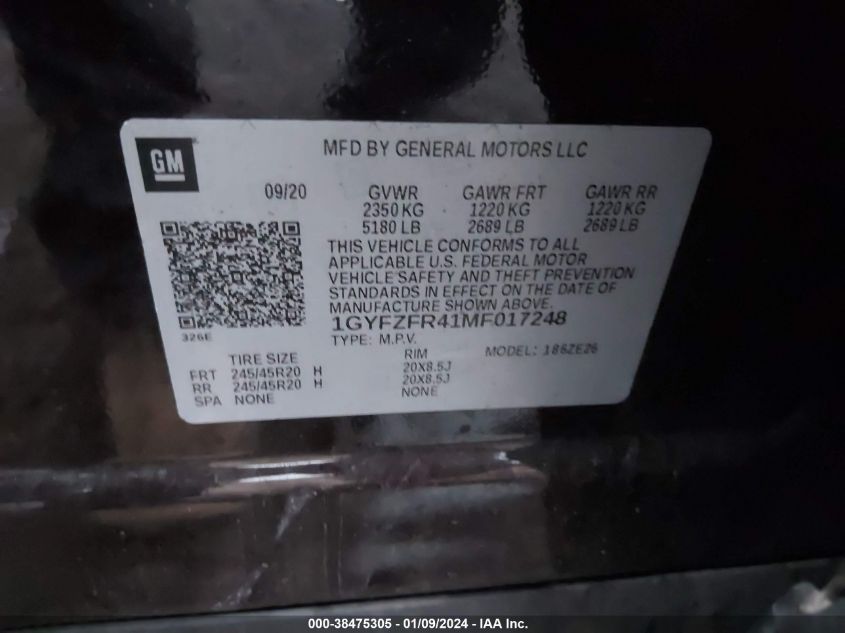 GM
MFD BY GENERAL MOTORS LLC
09/20 GVWR GAWR FRT GAWR RR
2350 KG 1220 KG 1220 KG
5180 LB 2689 LB 2689 LB
THIS VEHICLE CONFORMS TO ALL
APPLICABLE U.S. FEDERAL MOTOR
VEHICLE SAFETY AND THEFT PREVENTION
STANDARDS IN EFFECT ON THE DATE OF
MANUFACTURE SHOWN ABOVE.
326E
1GYFZFR41MF017248
TYPE: M.P.V. MODEL: 186ZE26
TIRE SIZE RIM
FRT 245/45R20 H 20X8.5J
RR 245/45R20 H 20X8.5J
SPA NONE NONE
000-38475305 - 01/09/2024 - IAA Inc.